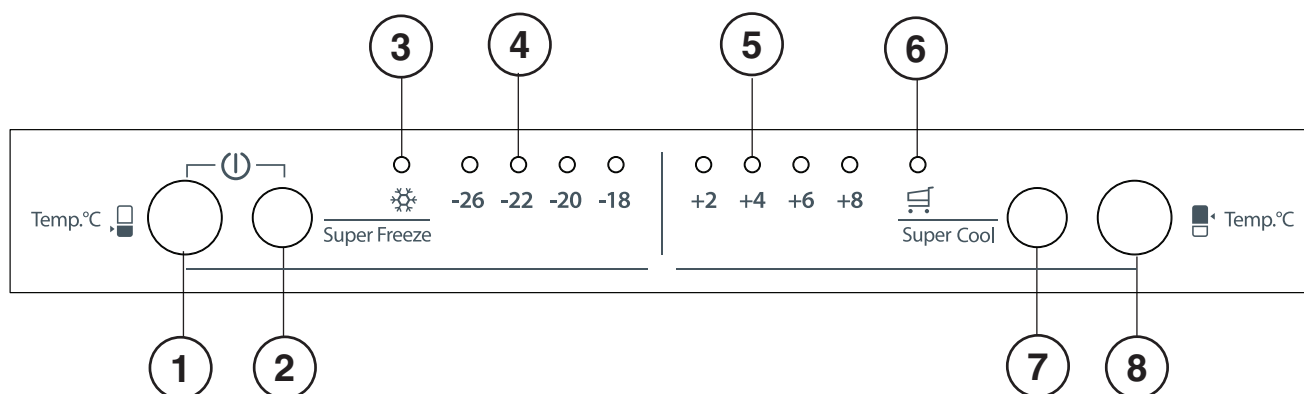 3 4 5 6
Temp.°C
-26 -22 -20 -18
+2 +4 +6 +8
Temp.°C
Super Freeze
Super Cool
1 2 7 8